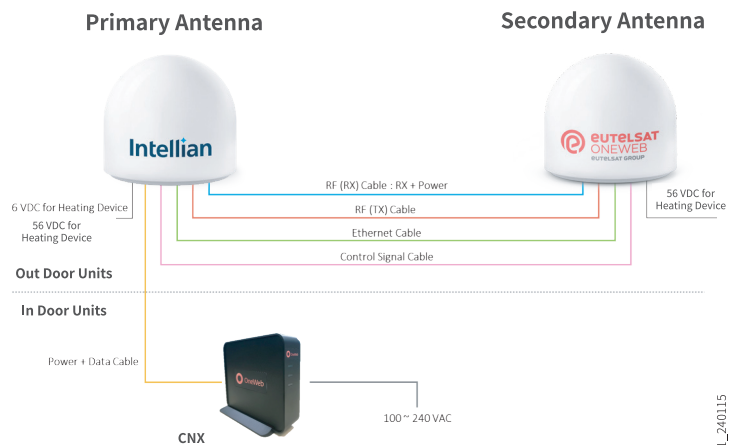 Primary Antenna
Secondary Antenna
Intellian
eutelsat
ONEWEB
eutelsat group
RF (RX) Cable : RX + Power
RF (TX) Cable
Ethernet Cable
Control Signal Cable
6 VDC for Heating Device
56 VDC for
Heating Device
56 VDC for
Heating Device
Out Door Units
In Door Units
Power + Data Cable
OneWeb
100 ~ 240 VAC
CNX
L_240115